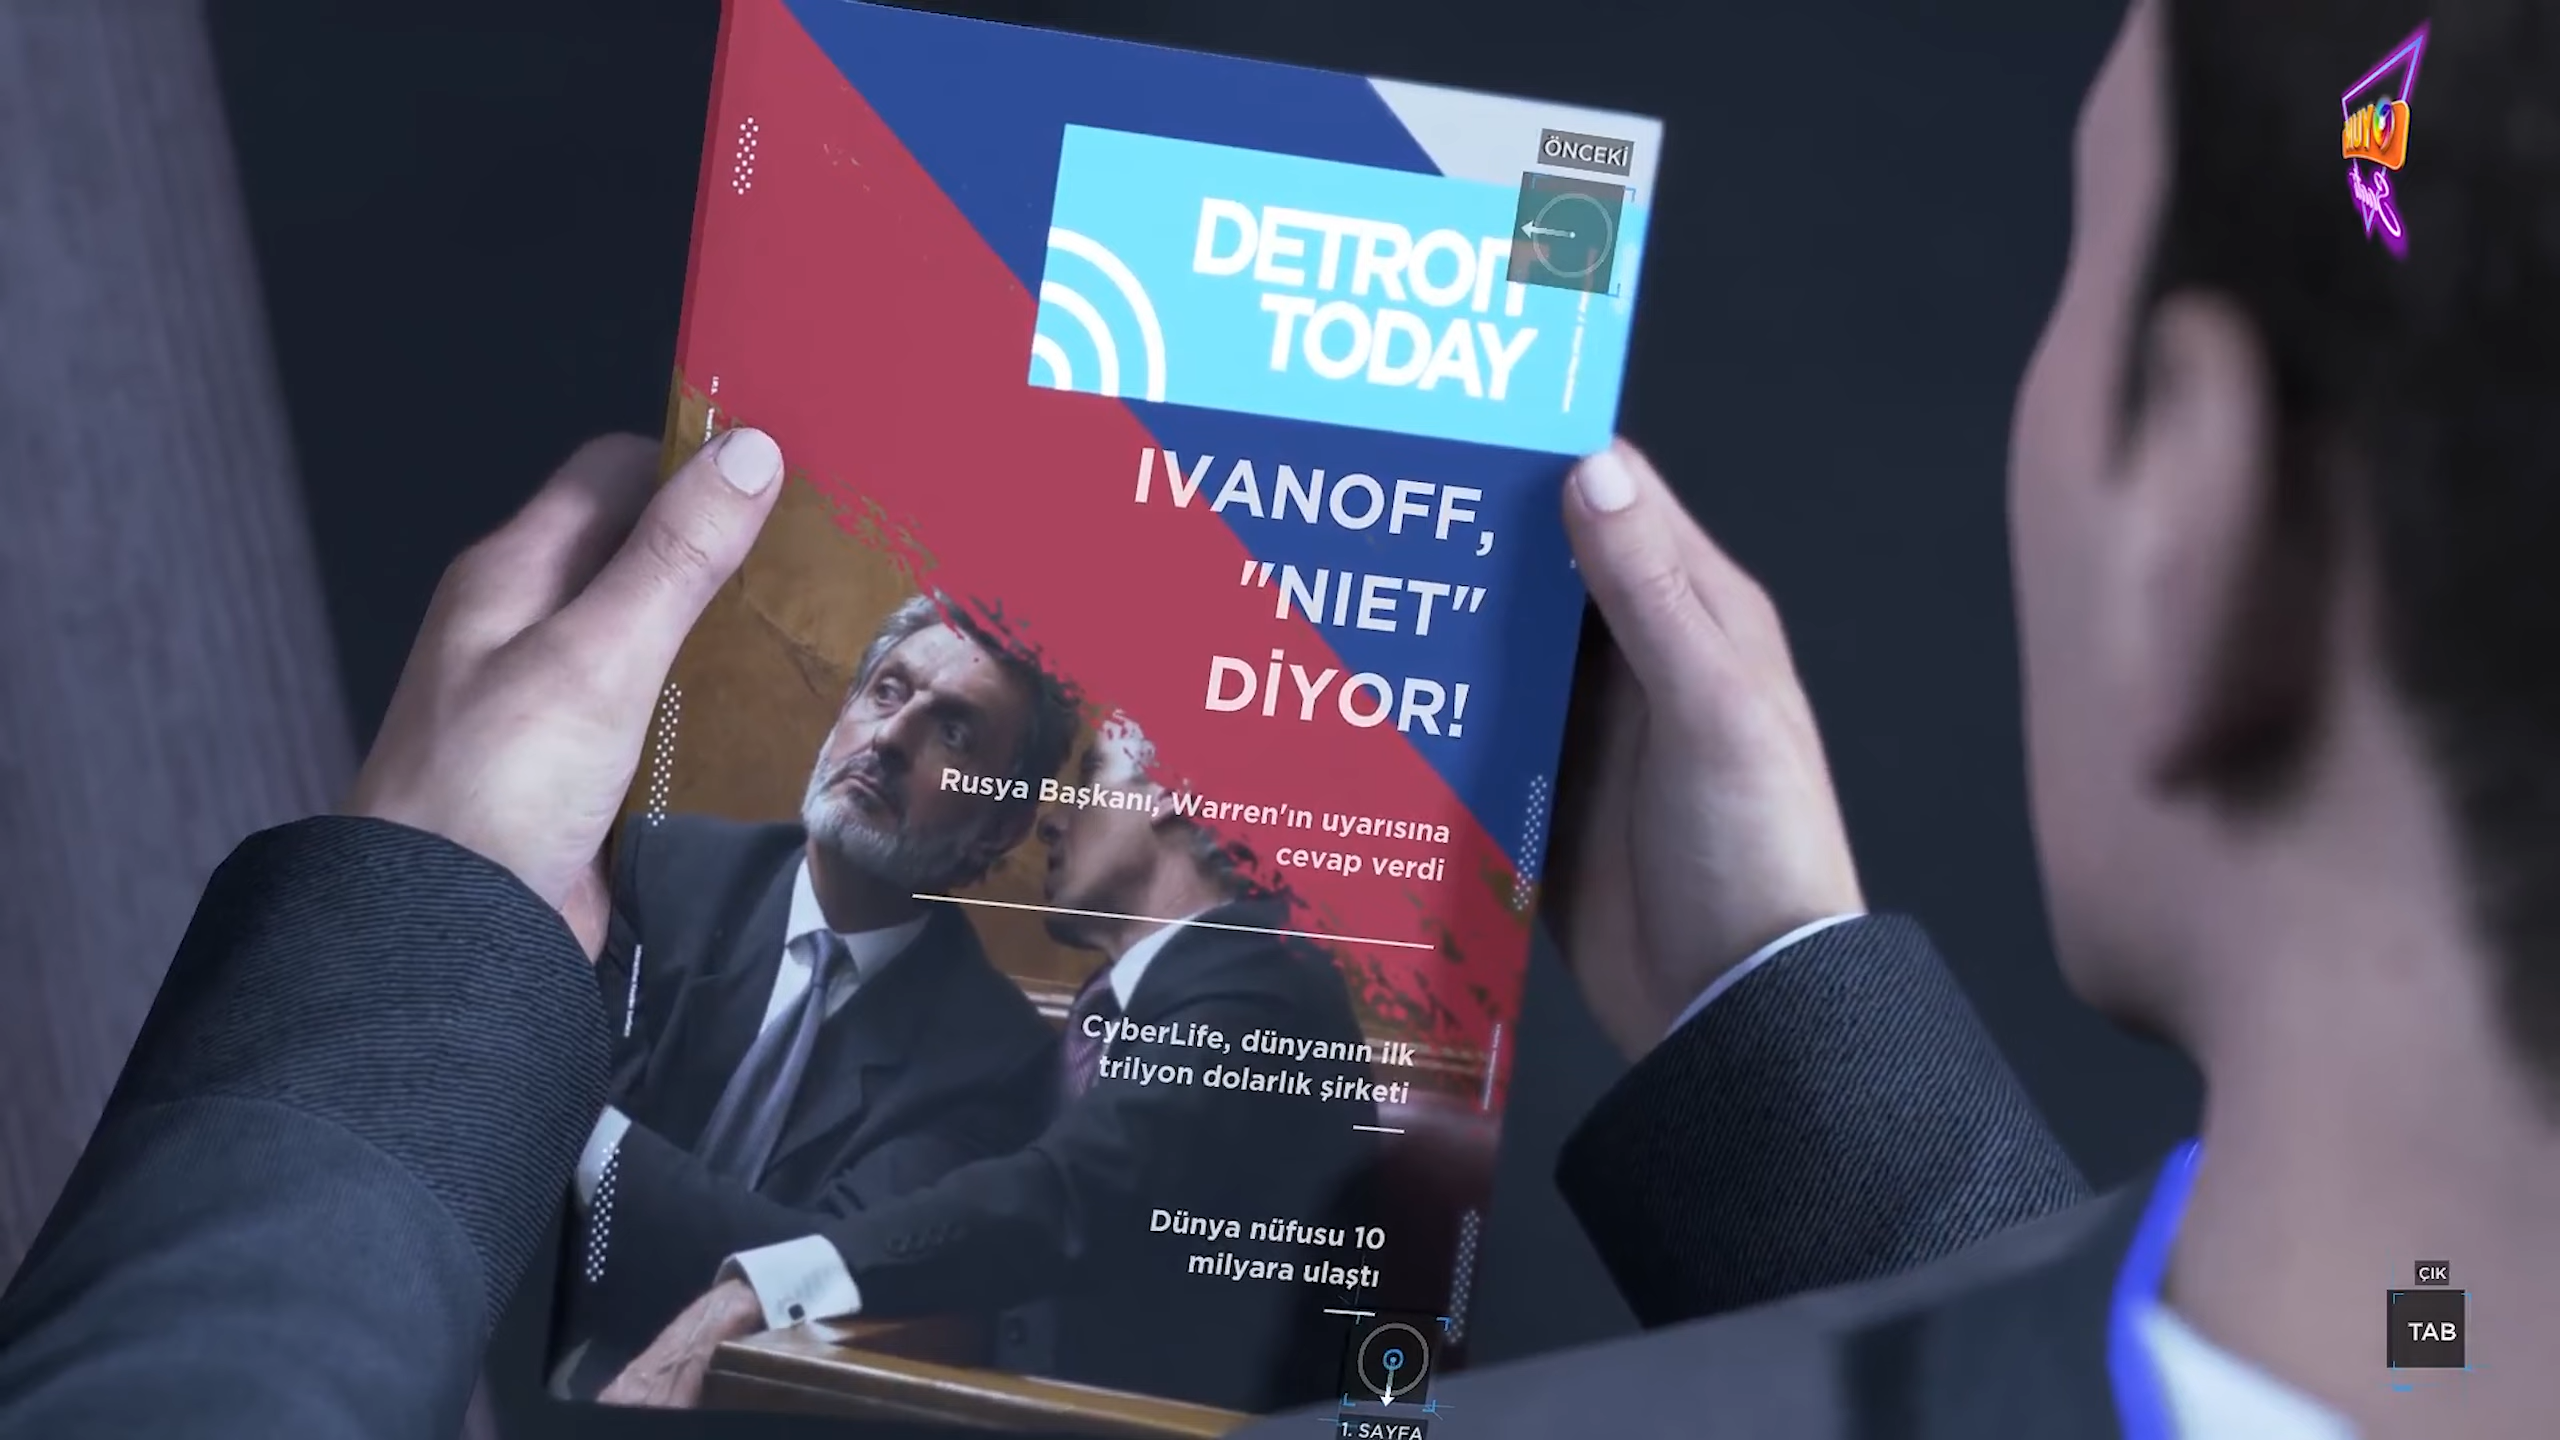 ÖNCEKİ
DETROIT
TODAY
IVANOFF,
"NIET"
DİYOR!
Rusya Başkanı, Warren'ın uyarısına
cevap verdi
CyberLife, dünyanın ilk
trilyon dolarlık şirketi
Dünya nüfusu 10
milyara ulaştı
1. SAYFA
ÇIK
TAB